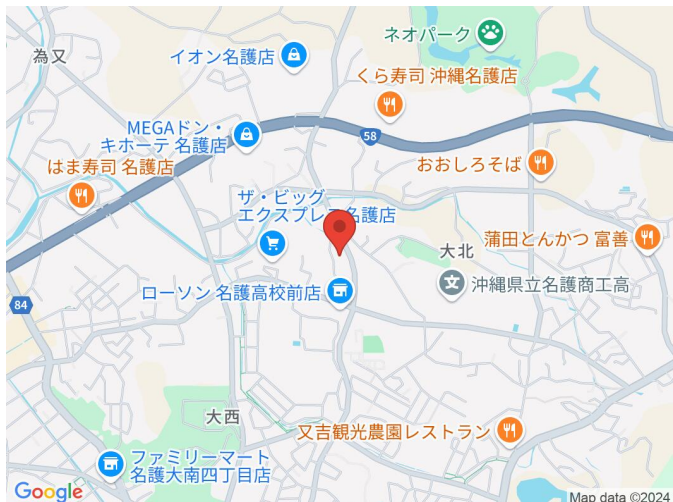 ネオパーク
為又
イオン名護店
くら寿司 沖縄名護店
MEGAドン・
キホーテ 名護店
58
おおしろそば
はま寿司 名護店
ザ・ビッグ
エクスプレス名護店
蒲田とんかつ 富善
大北
沖縄県立名護商工高
ローソン 名護高校前店
84
大西
又吉観光農園レストラン
ファミリーマート
名護大南四丁目店
Google
Map data ©2024